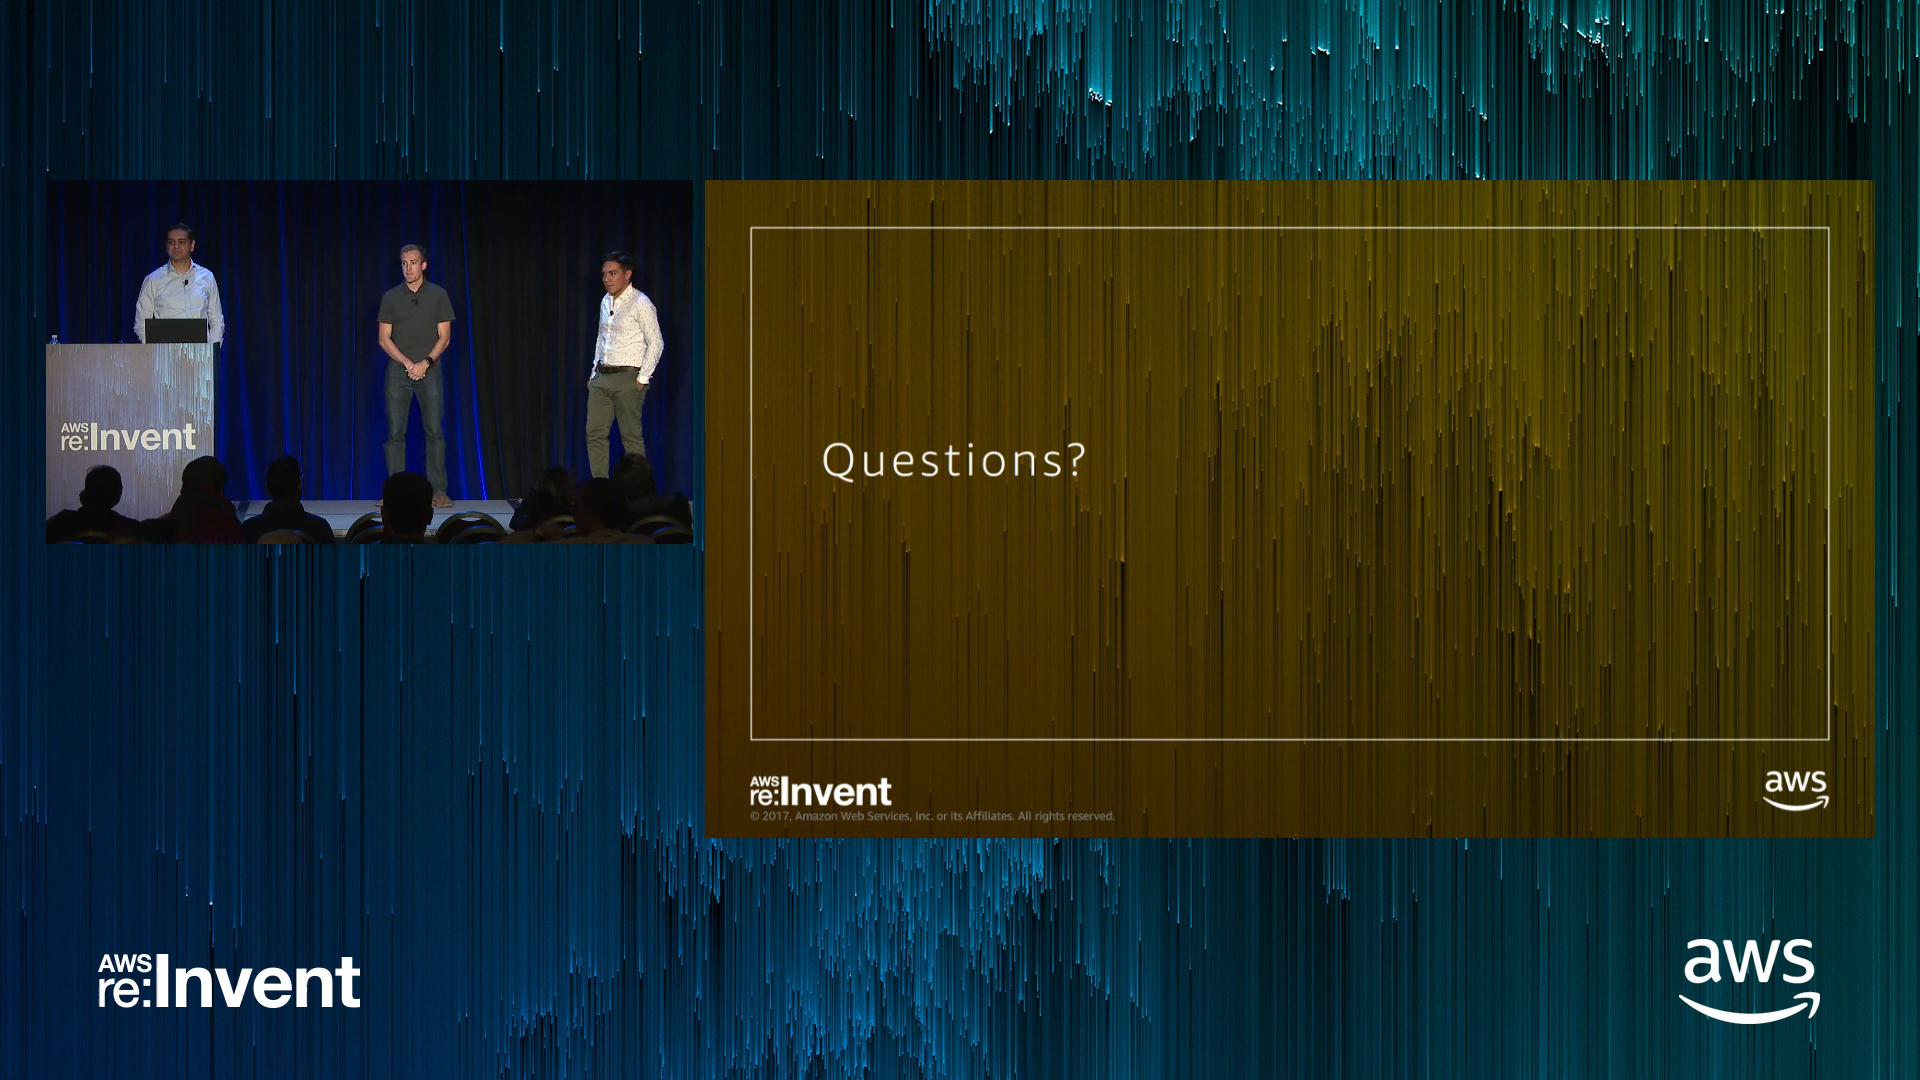 AWS
re:Invent
Questions?
AWS
re:Invent
© 2017, Amazon Web Services, Inc. or its Affiliates. All rights reserved.
aws
AWS
re:Invent
aws